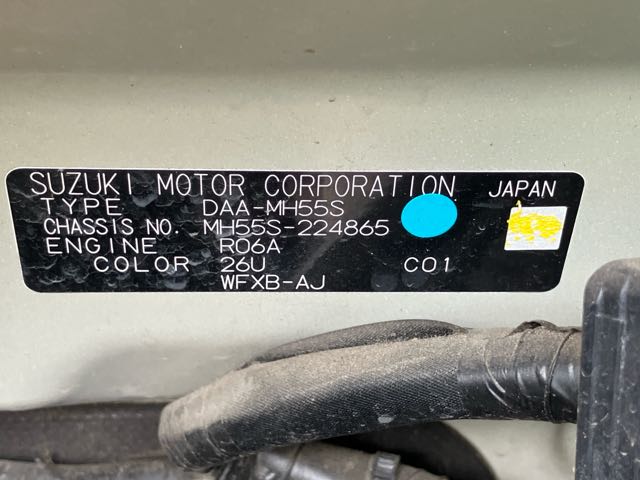 SUZUKI MOTOR CORPORATION JAPAN
TYPE DAA-MH55S
CHASSIS NO. MH55S-224865
ENGINE R06A
COLOR 26U C01
WFXB-AJ